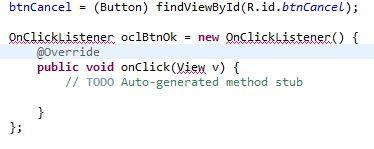 btnCancel = (Button) findViewById(R.id.btnCancel);
OnClickListener oclBtnOk = new OnClickListener() {
@Override
public void onClick(View v) {
// TODO Auto-generated method stub
}
};